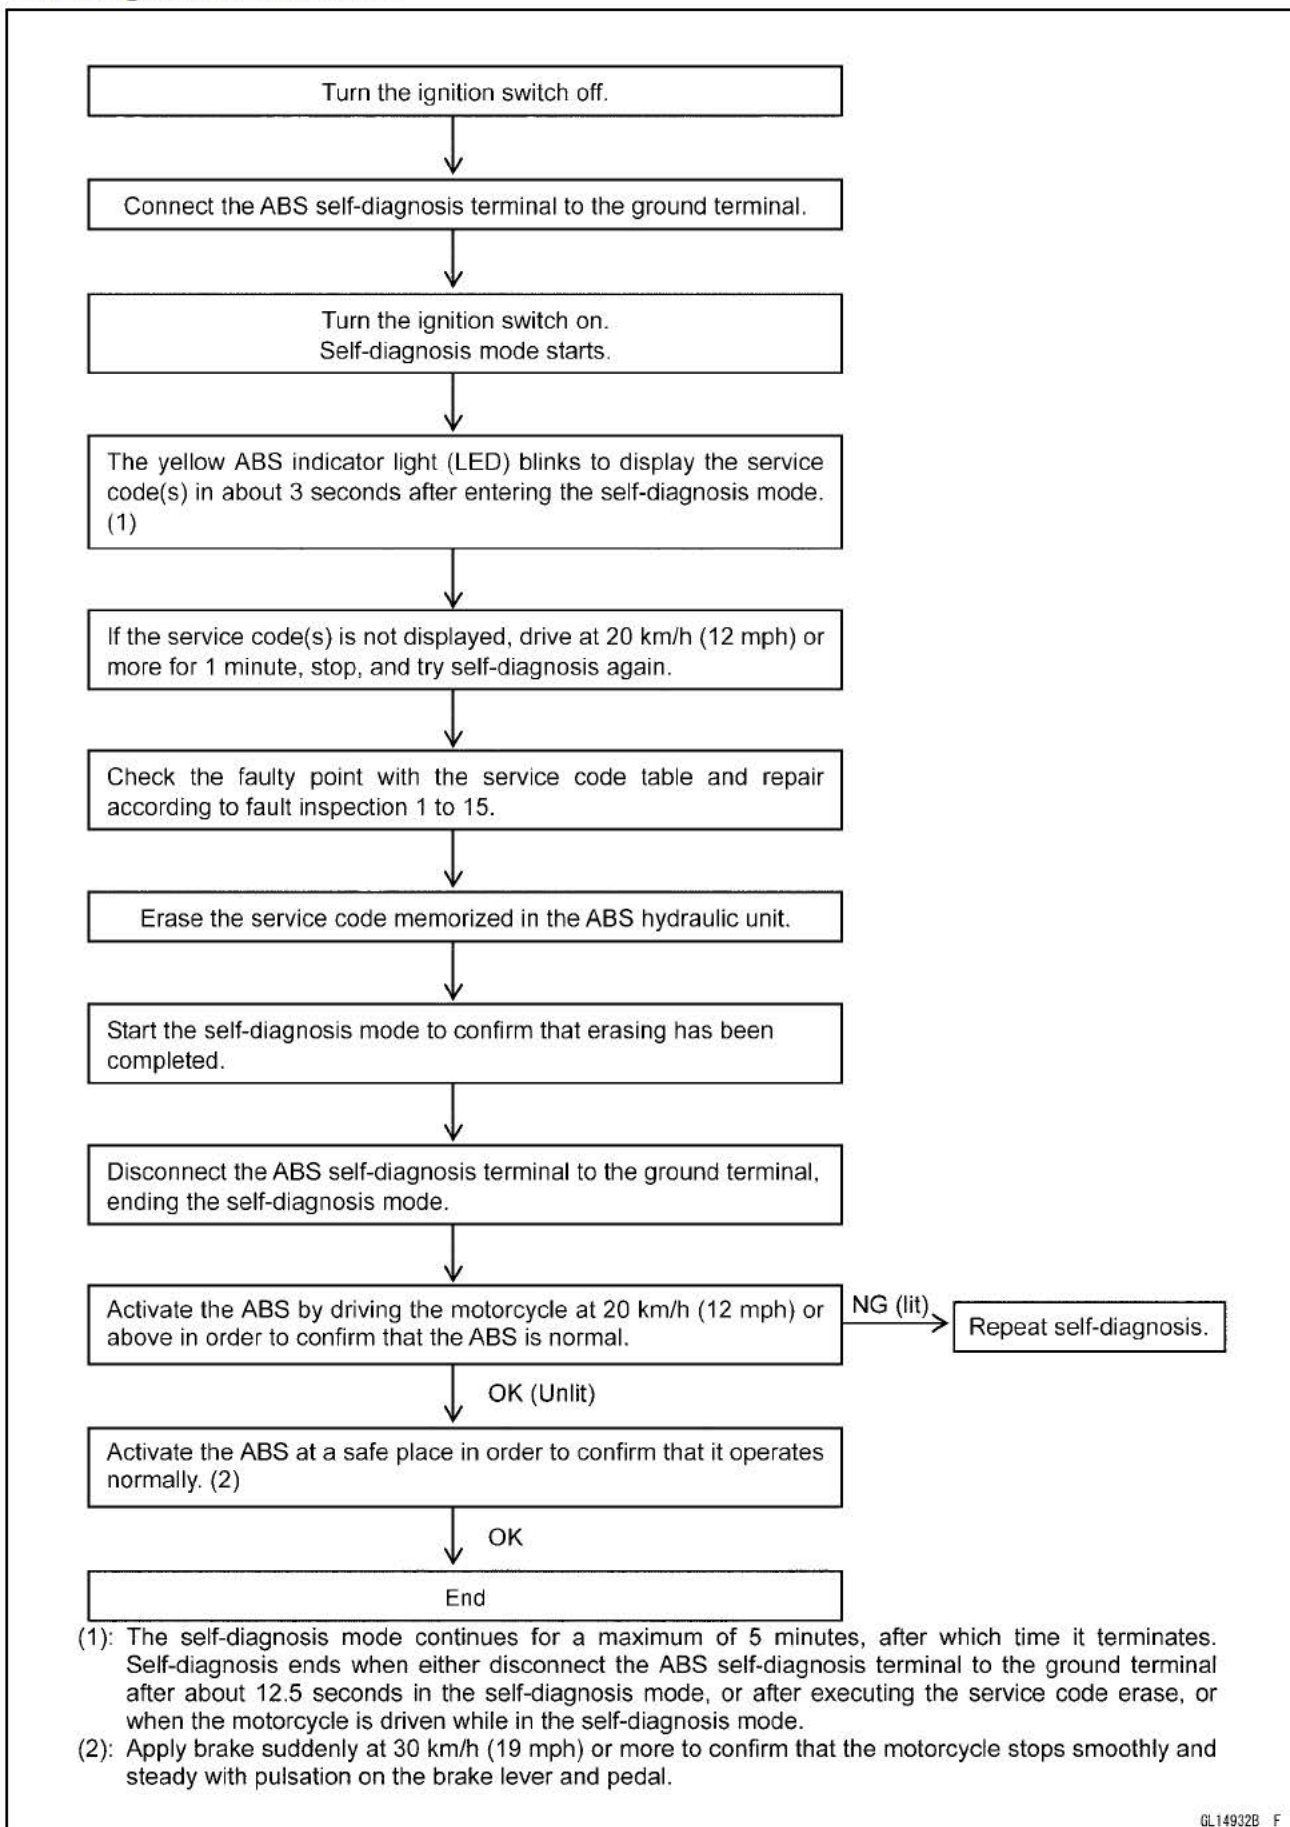 Turn the ignition switch off.
Connect the ABS self-diagnosis terminal to the ground terminal.
Turn the ignition switch on.
Self-diagnosis mode starts.
The yellow ABS indicator light (LED) blinks to display the service
code(s) in about 3 seconds after entering the self-diagnosis mode.
(1)
If the service code(s) is not displayed, drive at 20 km/h (12 mph) or
more for 1 minute, stop, and try self-diagnosis again.
Check the faulty point with the service code table and repair
according to fault inspection 1 to 15.
Erase the service code memorized in the ABS hydraulic unit.
Start the self-diagnosis mode to confirm that erasing has been
completed.
Disconnect the ABS self-diagnosis terminal to the ground terminal,
ending the self-diagnosis mode.
Activate the ABS by driving the motorcycle at 20 km/h (12 mph) or
above in order to confirm that the ABS is normal.
NG (lit)
Repeat self-diagnosis.
OK (Unlit)
Activate the ABS at a safe place in order to confirm that it operates
normally. (2)
OK
End
(1): The self-diagnosis mode continues for a maximum of 5 minutes, after which time it terminates.
Self-diagnosis ends when either disconnect the ABS self-diagnosis terminal to the ground terminal
after about 12.5 seconds in the self-diagnosis mode, or after executing the service code erase, or
when the motorcycle is driven while in the self-diagnosis mode.
(2): Apply brake suddenly at 30 km/h (19 mph) or more to confirm that the motorcycle stops smoothly and
steady with pulsation on the brake lever and pedal.
GL14932B F